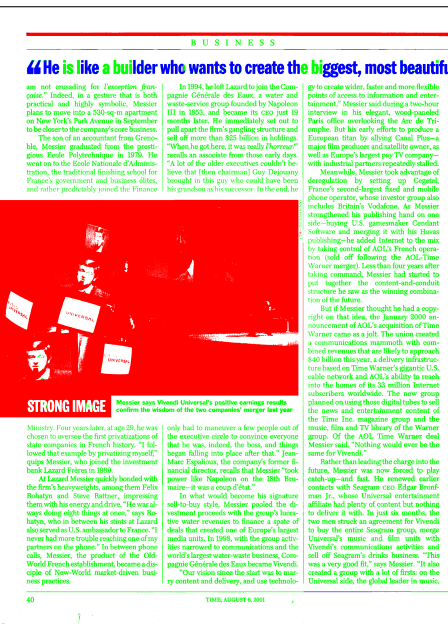 BUSINESS
“He is like a builder who wants to create the biggest, most beautifu
am not crusading for l'exception fran-
çaise." Indeed, in a gesture that is both
practical and highly symbolic, Messier
plans to move into a 530-sq-m apartment
on New York's Park Avenue in September
to be closer to the company's core business.
The son of an accountant from Greno-
ble, Messier graduated from the presti-
gious Ecole Polytechnique in 1979. He
went on to the Ecole Nationale d'Adminis-
tration, the traditional finishing school for
France's government and business élites,
and rather predictably joined the Finance
STRONG IMAGE
Messier says Vivendi Universal's positive earnings results
confirm the wisdom of the two companies' merger last year
UNIVERSAL
UNIVERSAL
Ministry. Four years later, at age 29, he was
chosen to oversee the first privatizations of
state companies in French history. "I fol-
lowed that example by privatizing myself,"
quips Messier, who joined the investment
bank Lazard Frères in 1989.
At Lazard Messier quickly bonded with
the firm's heavyweights, among them Felix
Rohatyn and Steve Rattner, impressing
them with his energy and drive. "He was al-
ways doing eight things at once," says Ro-
hatyn, who in between his stints at Lazard
also served as U.S. ambassador to France. "I
never had more trouble reaching one of my
partners on the phone." In between phone
calls, Messier, the product of the Old-
World French establishment, became a dis-
ciple of New-World market-driven busi-
ness practices.
In 1994, he left Lazard to join the Com-
pagnie Générale des Eaux, a water and
waste-service group founded by Napoleon
III in 1853, and became its CEO just 19
months later. He immediately set out to
pull apart the firm's gangling structure and
sell off more than $25 billion in holdings.
"When he got here, it was really l'horreur!"
recalls an associate from those early days.
"A lot of the older executives couldn't be-
lieve that [then chairman] Guy Dejouany
brought in this guy who could have been
his grandson as his successor. In the end, he
only had to maneuver a few people out of
the executive circle to convince everyone
that he was, indeed, the boss, and things
began falling into place after that." Jean-
Marc Espalioux, the company's former fi-
nancial director, recalls that Messier "took
power like Napoleon on the 18th Bru-
maire—it was a coup d'état."
In what would become his signature
sell-to-buy style, Messier pooled the di-
vestment proceeds with the group's lucra-
tive water revenues to finance a spate of
deals that created one of Europe's largest
media units. In 1998, with the group activ-
ities narrowed to communications and the
world's largest water-waste business, Com-
pagnie Générale des Eaux became Vivendi.
"Our vision since the start was to mar-
ry content and delivery, and use technolo-
gy to create wider, faster and more flexible
points of access to information and enter-
tainment," Messier said during a two-hour
interview in his elegant, wood-paneled
Paris office overlooking the Arc de Tri-
omphe. But his early efforts to produce a
European titan by allying Canal Plus—a
major film producer and satellite owner, as
well as Europe's largest pay TV company—
with industrial partners repeatedly stalled.
Meanwhile, Messier took advantage of
deregulation by setting up Cegetel,
France's second-largest fixed and mobile
phone operator, whose investor group also
includes Britain's Vodafone. As Messier
strengthened his publishing hand on one
side—buying U.S. gamesmaker Cendant
Software and merging it with his Havas
publishing—he added Internet to the mix
by taking control of AOL's French opera-
tion (sold off following the AOL-Time
Warner merger). Less than four years after
taking command, Messier had started to
put together the content-and-conduit
structure he saw as the winning combina-
tion of the future.
But if Messier thought he had a copy-
right on that idea, the January 2000 an-
nouncement of AOL's acquisition of Time
Warner came as a jolt. The union created
a communications mammoth with com-
bined revenues that are likely to approach
$40 billion this year, a delivery infrastruc-
ture based on Time Warner's gigantic U.S.
cable network and AOL's ability to reach
into the homes of its 33 million Internet
subscribers worldwide. The new group
planned on using those digital tubes to sell
the news and entertainment content of
the Time Inc. magazine group and the
music, film and TV library of the Warner
group. Of the AOL Time Warner deal
Messier said, "Nothing would ever be the
same for Vivendi."
Rather than leading the charge into the
future, Messier was now forced to play
catch-up—and fast. He renewed earlier
contacts with Seagram CEO Edgar Bronf-
man Jr., whose Universal entertainment
affiliate had plenty of content but nothing
to deliver it with. In just six months, the
two men struck an agreement for Vivendi
to buy the entire Seagram group, merge
Universal's music and film units with
Vivendi's communications activities and
sell off Seagram's drinks business. "This
was a very good fit," says Messier. "It also
created a group with a lot of firsts: on the
Universal side, the global leader in music,
40
TIME, AUGUST 6, 2001